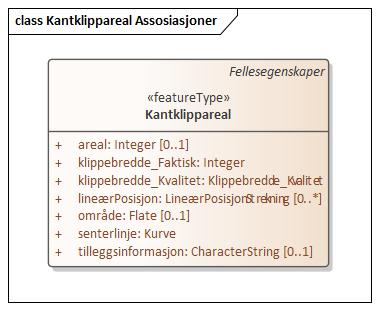 class Kantklippareal Assosiasjoner
Fellesegenskaper
«featureType»
Kantklippareal
+ areal: Integer [0..1]
+ klippebredde_Faktisk: Integer
+ klippebredde_Kvalitet: Klippebredde_Kvalitet
+ lineærPosisjon: LineærPosisjonStrekning [0..*]
+ område: Flate [0..1]
+ senterlinje: Kurve
+ tilleggsinformasjon: CharacterString [0..1]